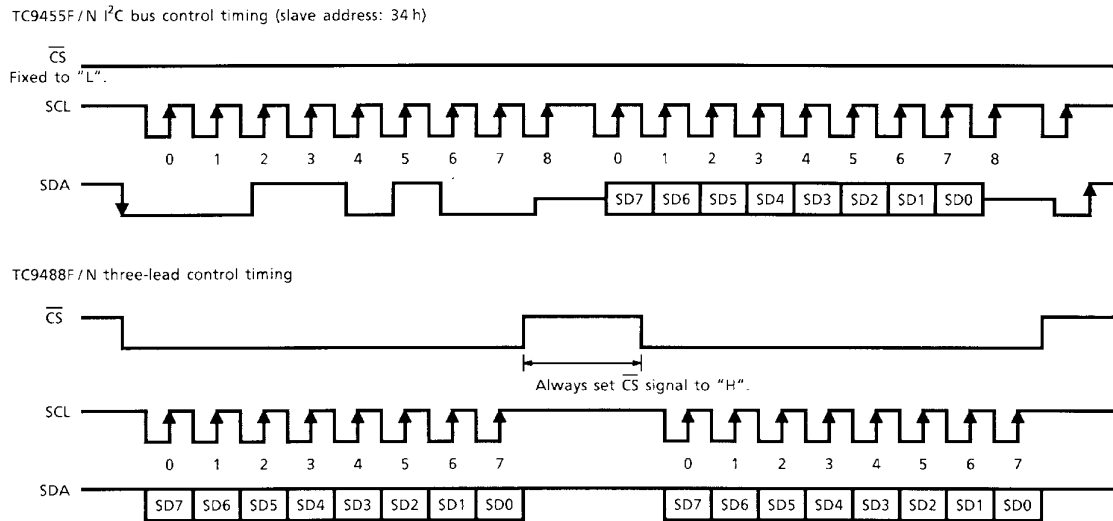 TC9455F/N I²C bus control timing (slave address: 34h)
CS
Fixed to "L".
SCL
0 1 2 3 4 5 6 7 8 0 1 2 3 4 5 6 7 8
SDA
SD7 SD6 SD5 SD4 SD3 SD2 SD1 SD0
TC9488F/N three-lead control timing
CS
Always set CS signal to "H".
SCL
0 1 2 3 4 5 6 7 0 1 2 3 4 5 6 7
SDA
SD7 SD6 SD5 SD4 SD3 SD2 SD1 SD0 SD7 SD6 SD5 SD4 SD3 SD2 SD1 SD0